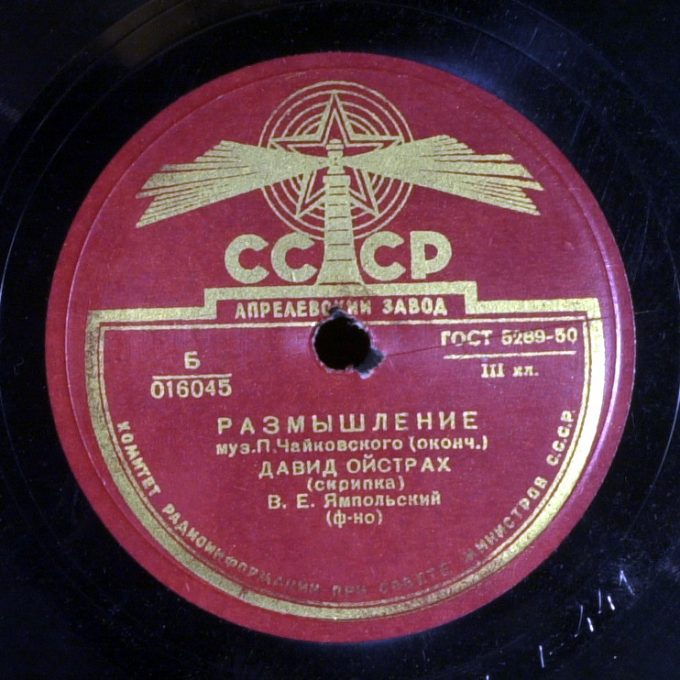 СССР
АПРЕЛЕВСКИЙ ЗАВОД
Б
016045
ГОСТ 5289-50
III кл.
РАЗМЫШЛЕНИЕ
муз.П.Чайковского (оконч.)
ДАВИД ОЙСТРАХ
(скрипка)
В. Е. Ямпольский
(ф-но)
КОМИТЕТ РАДИОИНФОРМАЦИИ ПРИ СОВЕТЕ МИНИСТРОВ С.С.С.Р.